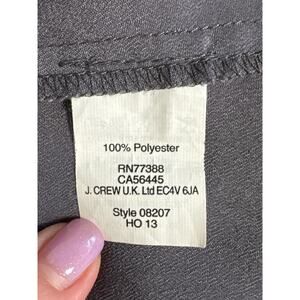 100% Polyester
RN77388
CA56445
J. CREW U.K. Ltd EC4V 6JA
Style 08207
HO 13